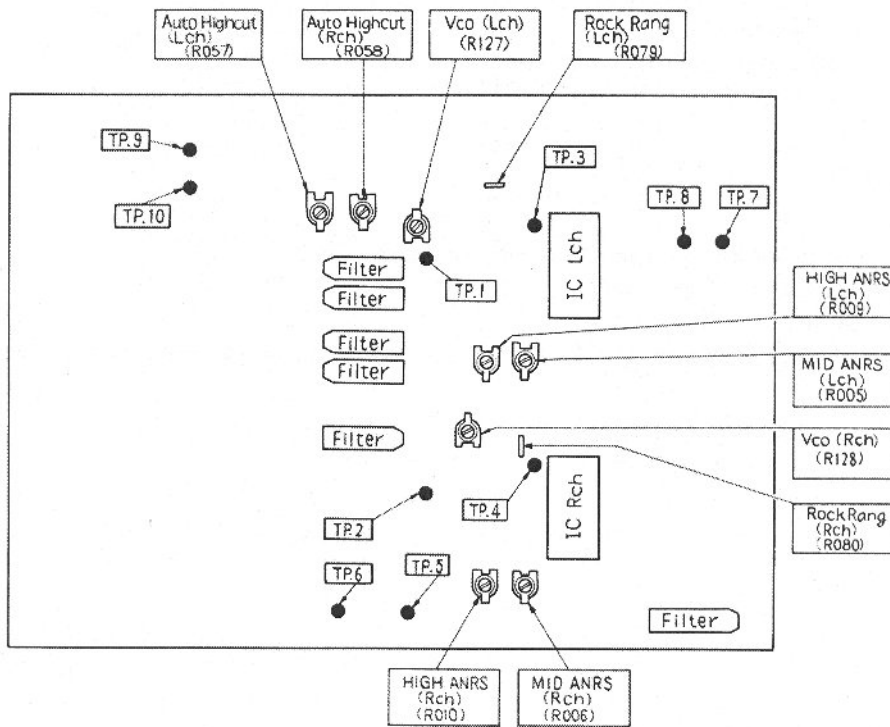 Auto Highcut
(Lch)
(R057)
Auto Highcut
(Rch)
(R058)
Vco (Lch)
(R127)
Rock Rang
(Lch)
(R079)
TP.9
TP.10
TP.3
TP.8
TP.7
TP.1
IC Lch
Filter
Filter
Filter
Filter
Filter
HIGH ANRS
(Lch)
(R009)
MID ANRS
(Lch)
(R005)
Vco (Rch)
(R128)
Rock Rang
(Rch)
(R080)
TP.2
TP.4
IC Rch
TP.6
TP.5
Filter
HIGH ANRS
(Rch)
(R010)
MID ANRS
(Rch)
(R006)